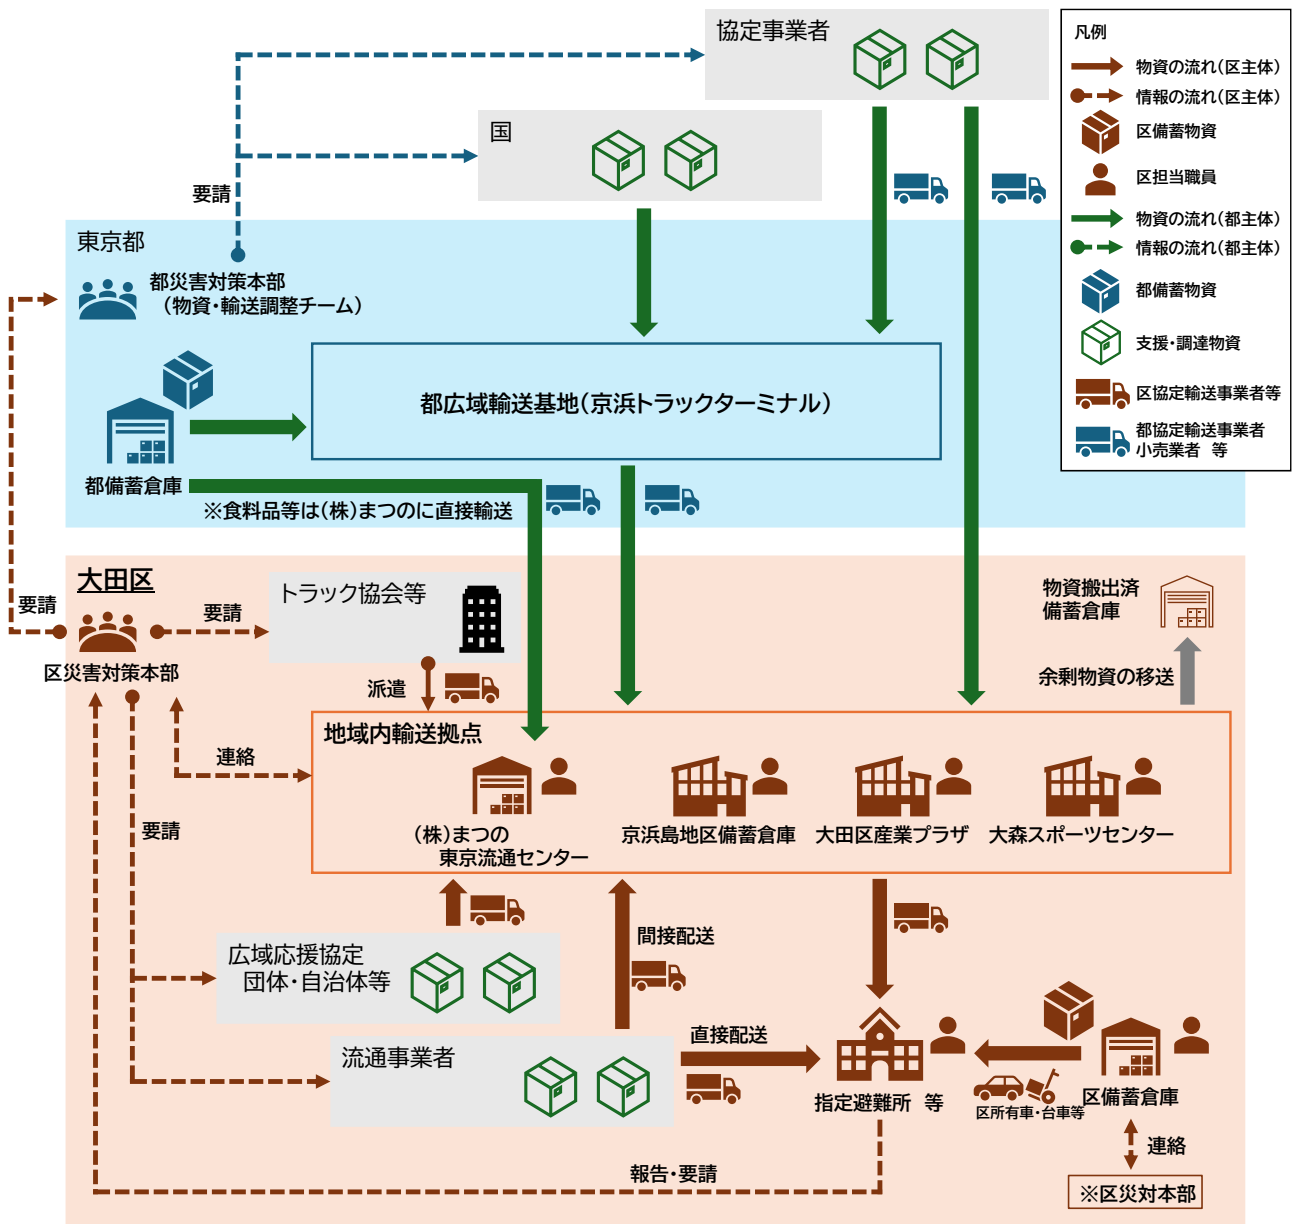 協定事業者
国
要請
東京都
都災害対策本部
（物資・輸送調整チーム）
都広域輸送基地（京浜トラックターミナル）
都備蓄倉庫
※食料品等は（株）まつのに直接輸送
凡例
物資の流れ（区主体）
情報の流れ（区主体）
区備蓄物資
区担当職員
物資の流れ（都主体）
情報の流れ（都主体）
都備蓄物資
支援・調達物資
区協定輸送事業者等
都協定輸送事業者
小売業者　等
大田区
要請
要請
トラック協会等
区災害対策本部
派遣
物資搬出済
備蓄倉庫
余剰物資の移送
地域内輸送拠点
連絡
（株）まつの
東京流通センター
京浜島地区備蓄倉庫
大田区産業プラザ
大森スポーツセンター
要請
広域応援協定
団体・自治体等
間接配送
流通事業者
直接配送
指定避難所　等
区所有車・台車等
区備蓄倉庫
連絡
※区災対本部
報告・要請